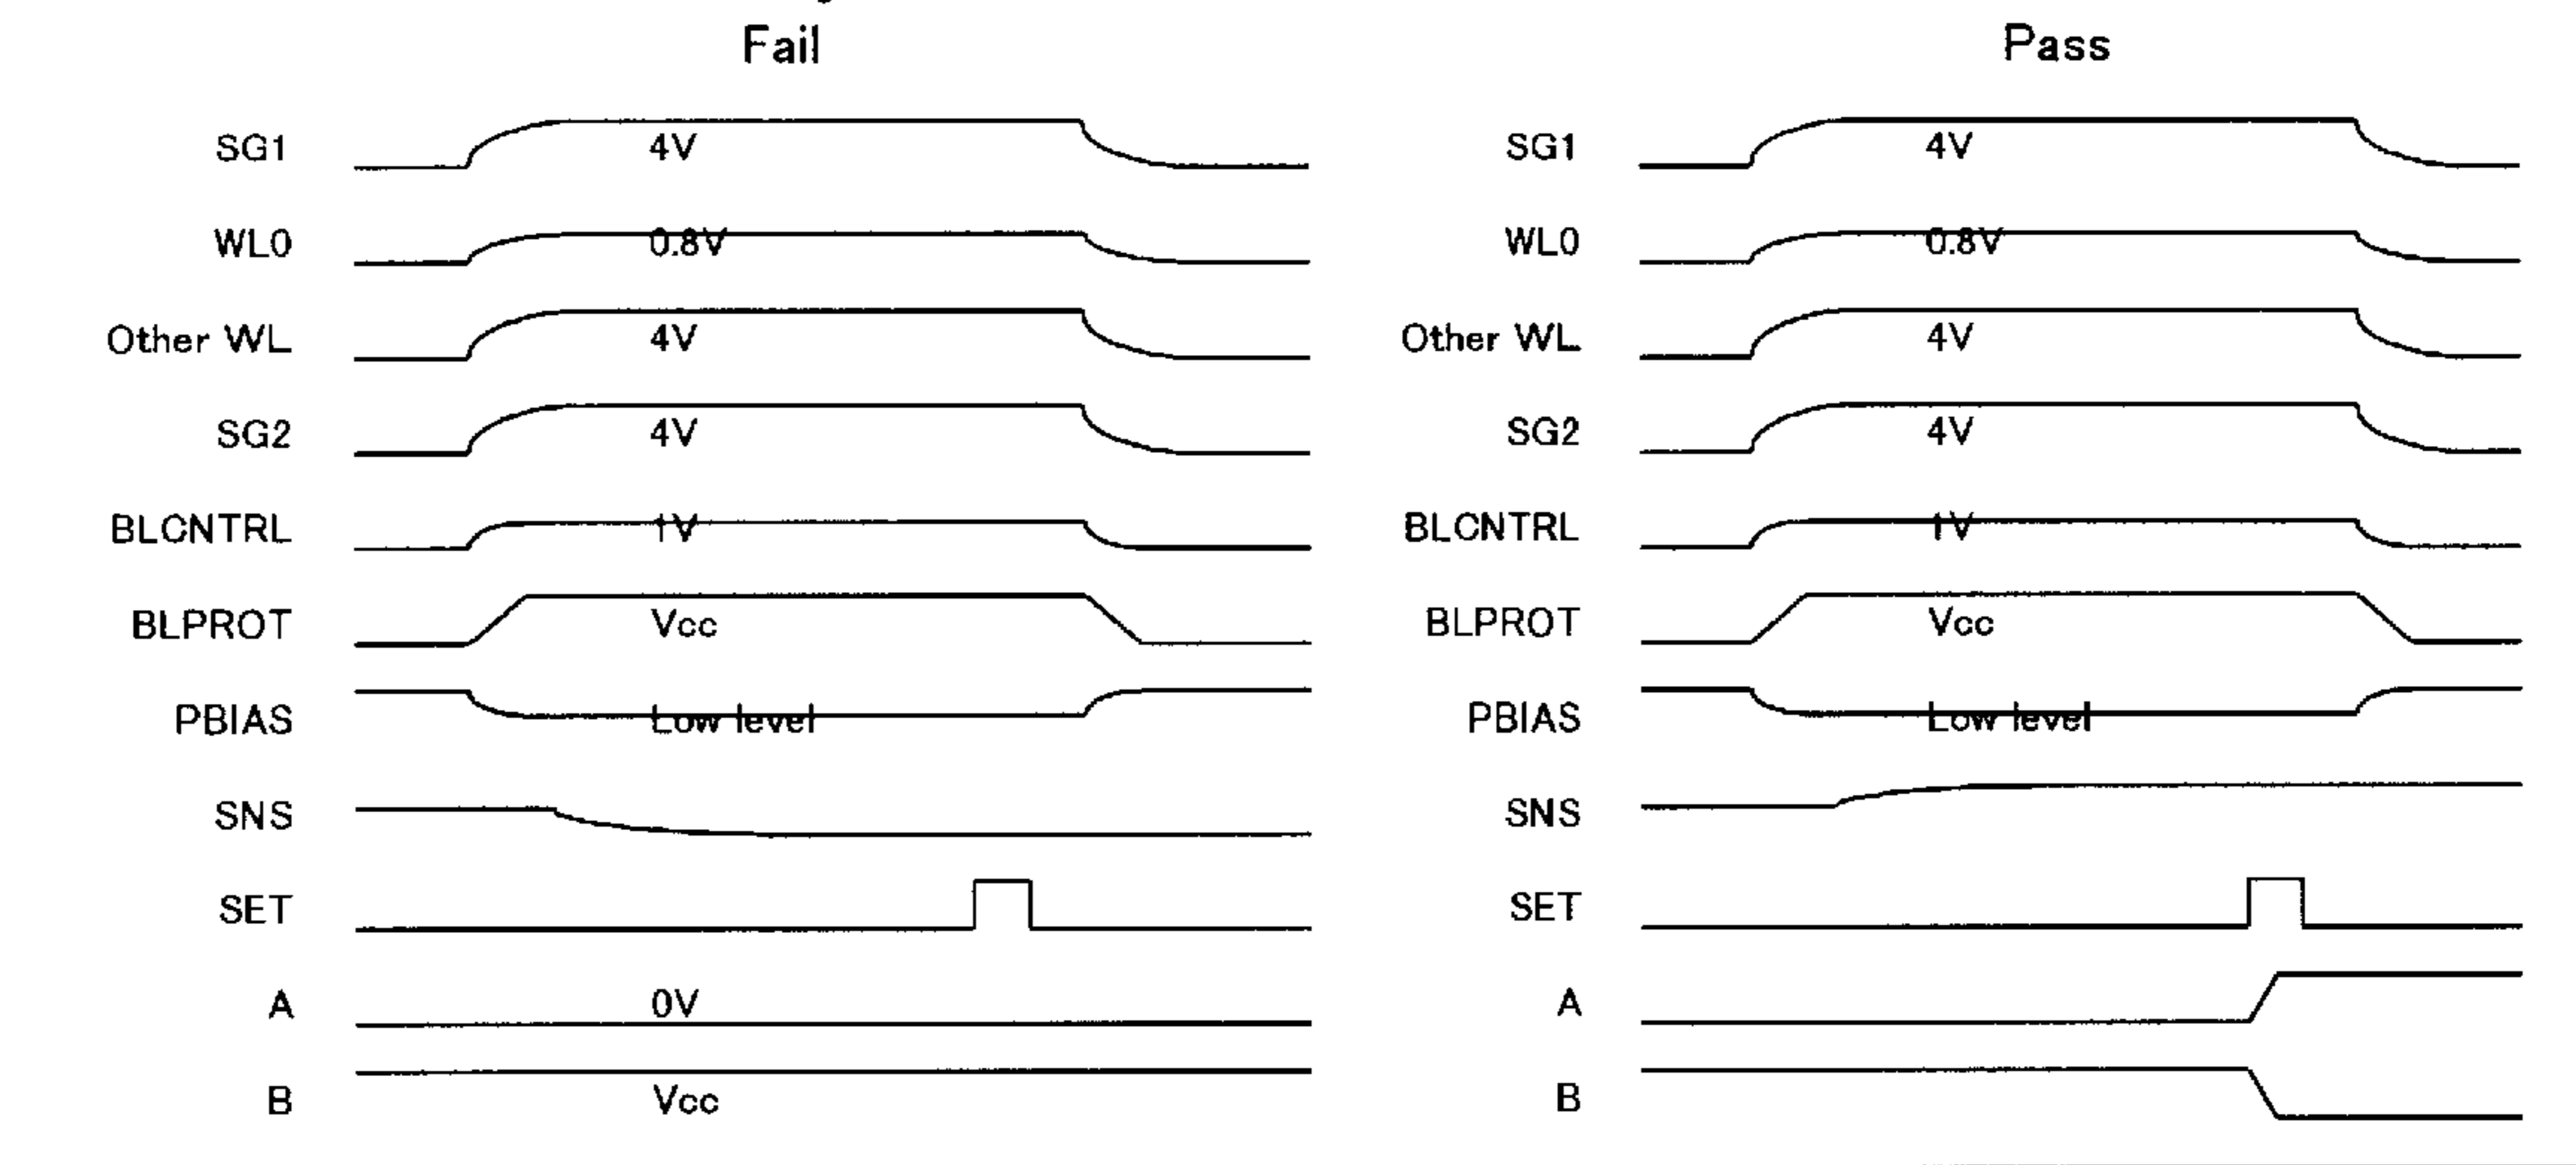 Fail
SG1 4V
WL0 0.8V
Other WL 4V
SG2 4V
BLCNTRL 1V
BLPROT Vcc
PBIAS Low level
SNS
SET
A 0V
B Vcc
Pass
SG1 4V
WL0 0.8V
Other WL 4V
SG2 4V
BLCNTRL 1V
BLPROT Vcc
PBIAS Low level
SNS
SET
A
B